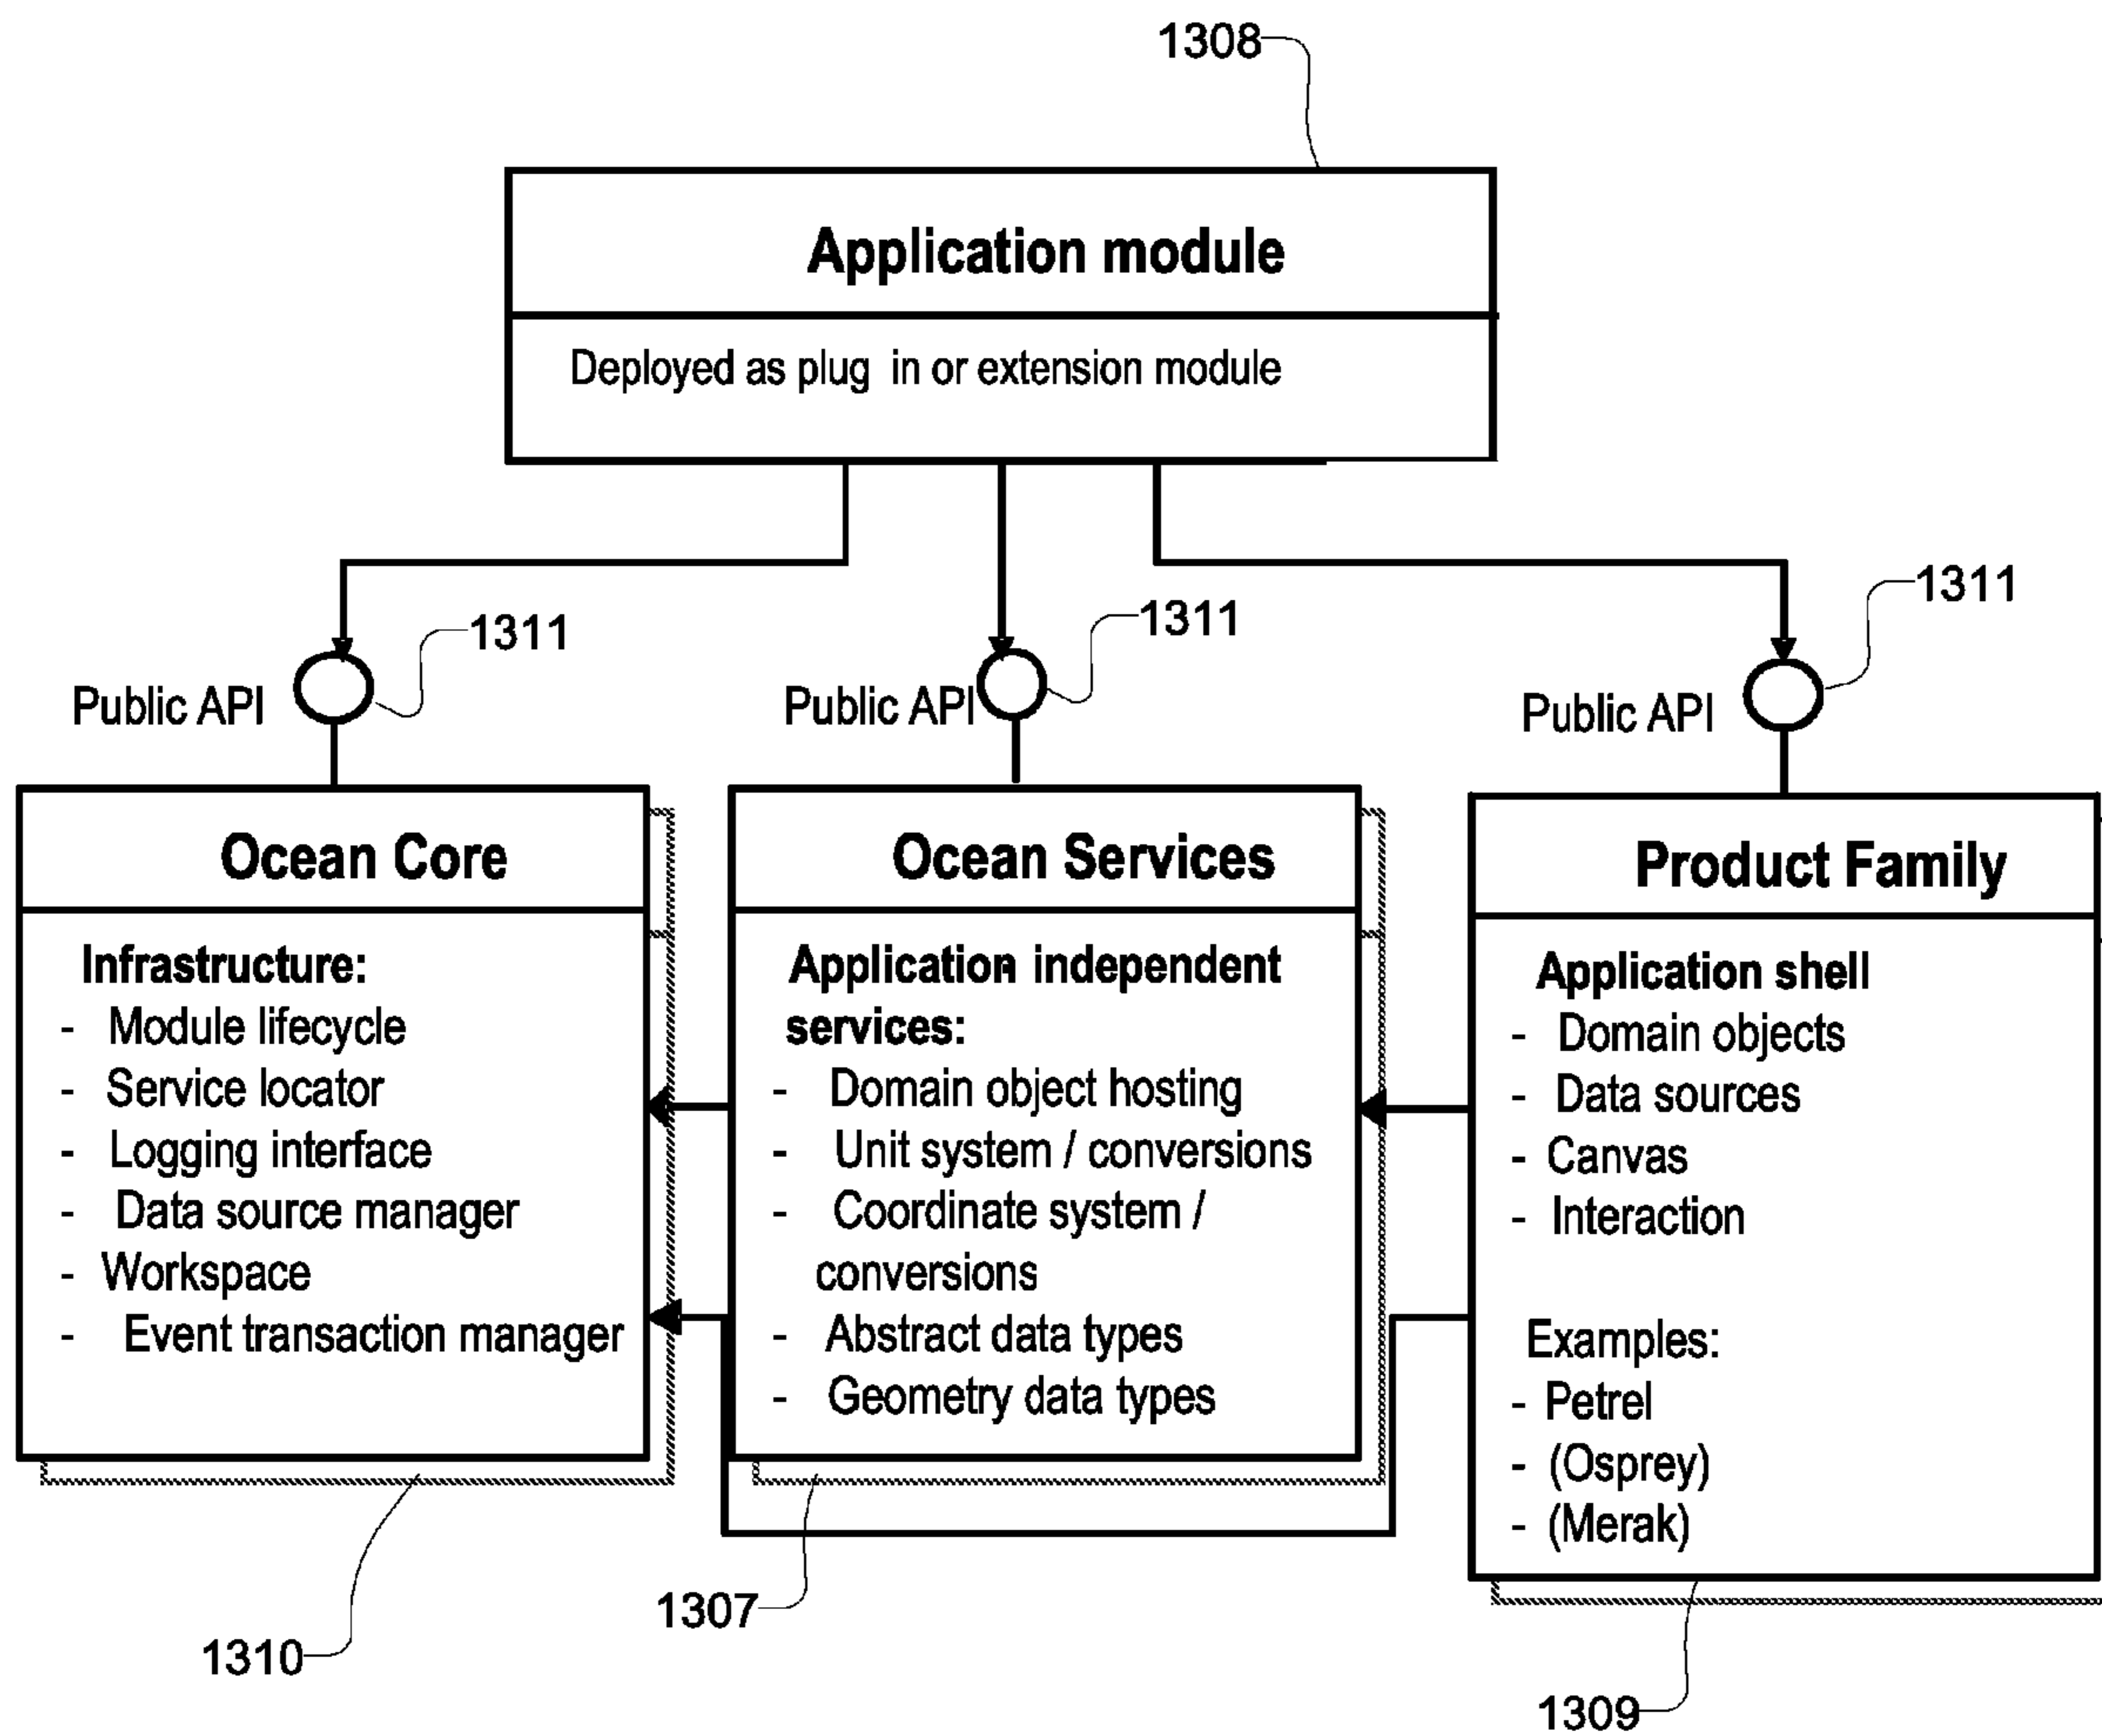 1308
Application module
Deployed as plug in or extension module
1311
1311
1311
Public API
Public API
Public API
Ocean Core
Infrastructure:
- Module lifecycle
- Service locator
- Logging interface
- Data source manager
- Workspace
- Event transaction manager
Ocean Services
Application independent
services:
- Domain object hosting
- Unit system / conversions
- Coordinate system /
conversions
- Abstract data types
- Geometry data types
Product Family
Application shell
- Domain objects
- Data sources
- Canvas
- Interaction
Examples:
- Petrel
- (Osprey)
- (Merak)
1310
1307
1309